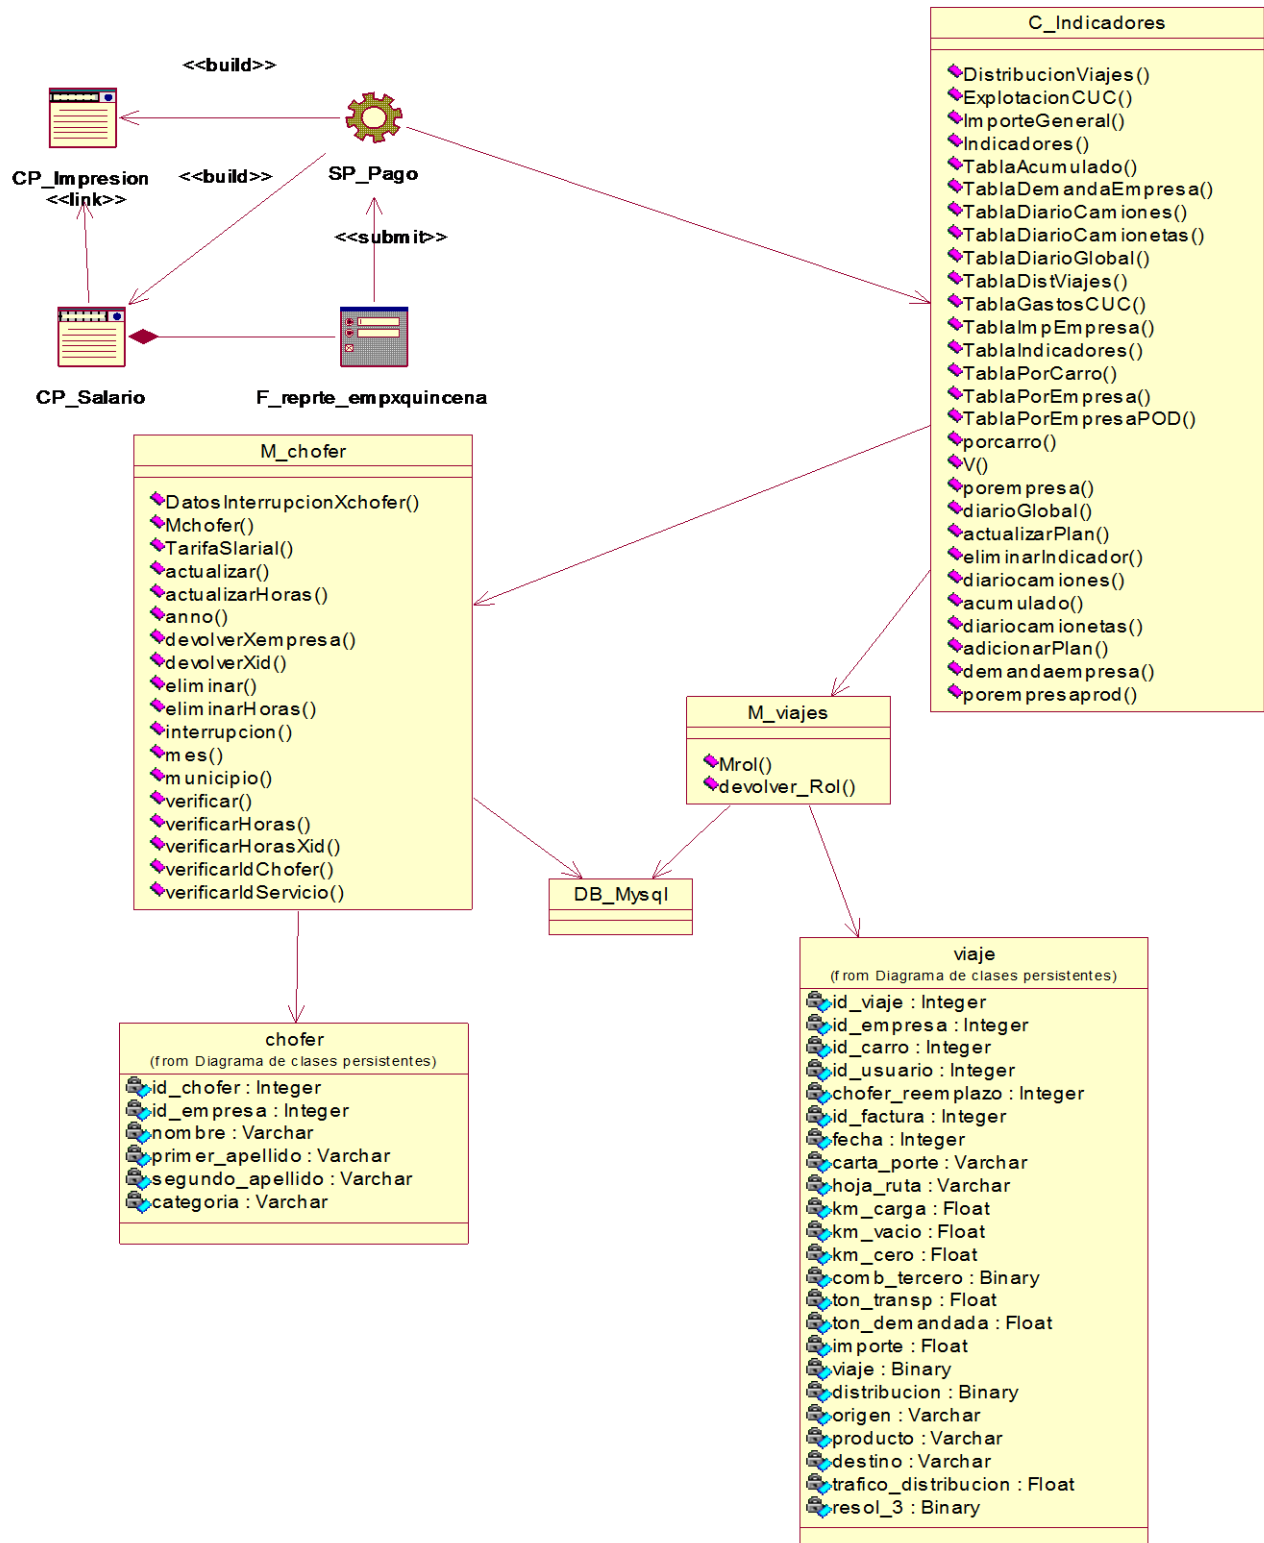 <<build>>
CP_Impresion
<<link>>
<<build>>
SP_Pago
<<submit>>
CP_Salario
F_reprte_empxquincena
C_Indicadores
DistribucionViajes()
ExplotacionCUC()
ImporteGeneral()
Indicadores()
TablaAcumulado()
TablaDemandaEmpresa()
TablaDiarioCamiones()
TablaDiarioCamionetas()
TablaDiarioGlobal()
TablaDistViajes()
TablaGastosCUC()
TablaImpEmpresa()
TablaIndicadores()
TablaPorCarro()
TablaPorEmpresa()
TablaPorEmpresaPOD()
porcarro()
V()
porempresa()
diarioGlobal()
actualizarPlan()
eliminarIndicador()
diariocamiones()
acumulado()
diariocamionetas()
adicionarPlan()
demandaempresa()
porempresaprod()
M_chofer
DatosInterrupcionXchofer()
Mchofer()
TarifaSlarial()
actualizar()
actualizarHoras()
anno()
devolverXempresa()
devolverXid()
eliminar()
eliminarHoras()
interrupcion()
mes()
municipio()
verificar()
verificarHoras()
verificarHorasXid()
verificarIdChofer()
verificarIdServicio()
M_viajes
Mrol()
devolver_Rol()
DB_Mysql
chofer
(from Diagrama de clases persistentes)
id_chofer : Integer
id_empresa : Integer
nombre : Varchar
primer_apellido : Varchar
segundo_apellido : Varchar
categoria : Varchar
viaje
(from Diagrama de clases persistentes)
id_viaje : Integer
id_empresa : Integer
id_carro : Integer
id_usuario : Integer
chofer_reemplazo : Integer
id_factura : Integer
fecha : Integer
carta_porte : Varchar
hoja_ruta : Varchar
km_carga : Float
km_vacio : Float
km_cero : Float
comb_tercero : Binary
ton_transp : Float
ton_demandada : Float
importe : Float
viaje : Binary
distribucion : Binary
origen : Varchar
producto : Varchar
destino : Varchar
trafico_distribucion : Float
resol_3 : Binary